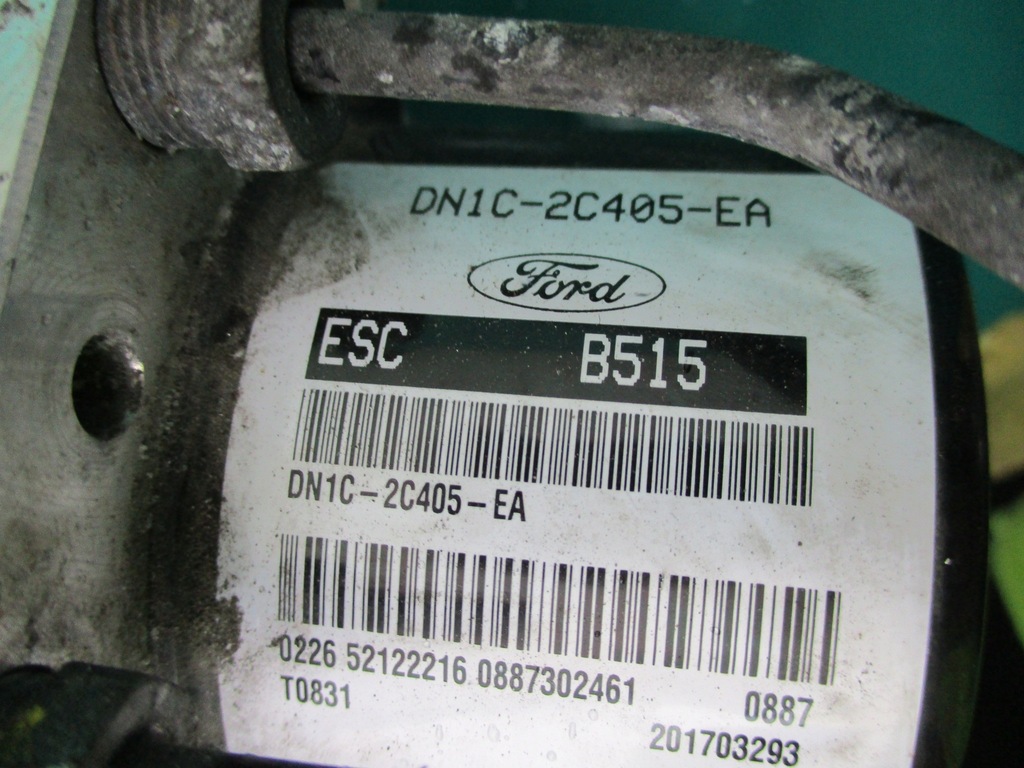 DN1C-2C405-EA
Ford
ESC B515
DN1C-2C405-EA
0226 52122216 0887302461 0887
T0831 201703293